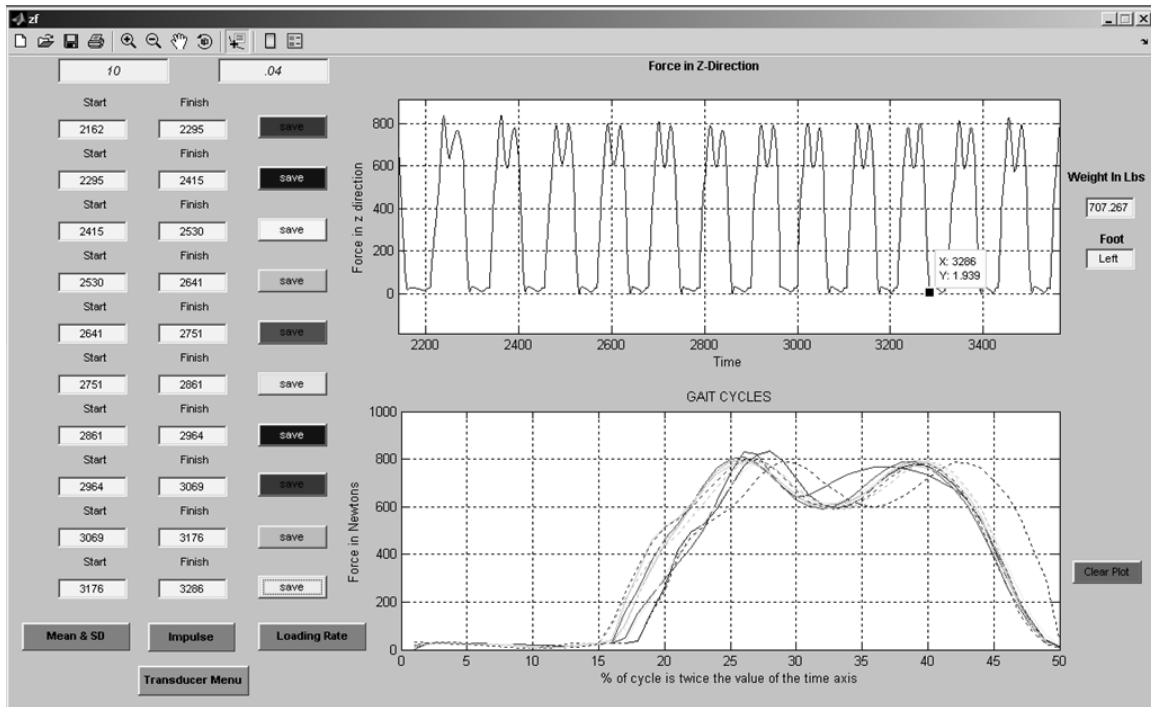 zf
10 .04
Start Finish
2162 2295 save
Start Finish
2295 2415 save
Start Finish
2415 2530 save
Start Finish
2530 2641 save
Start Finish
2641 2751 save
Start Finish
2751 2861 save
Start Finish
2861 2964 save
Start Finish
2964 3069 save
Start Finish
3069 3176 save
Start Finish
3176 3286 save
Mean & SD Impulse Loading Rate
Transducer Menu
Force in Z-Direction
Force in z direction
800
600
400
200
0
X: 3286
Y: 1.939
2200 2400 2600 2800 3000 3200 3400
Time
Weight In Lbs
707.267
Foot
Left
GAIT CYCLES
Force in Newtons
1000
800
600
400
200
0
0 5 10 15 20 25 30 35 40 45 50
% of cycle is twice the value of the time axis
Clear Plot